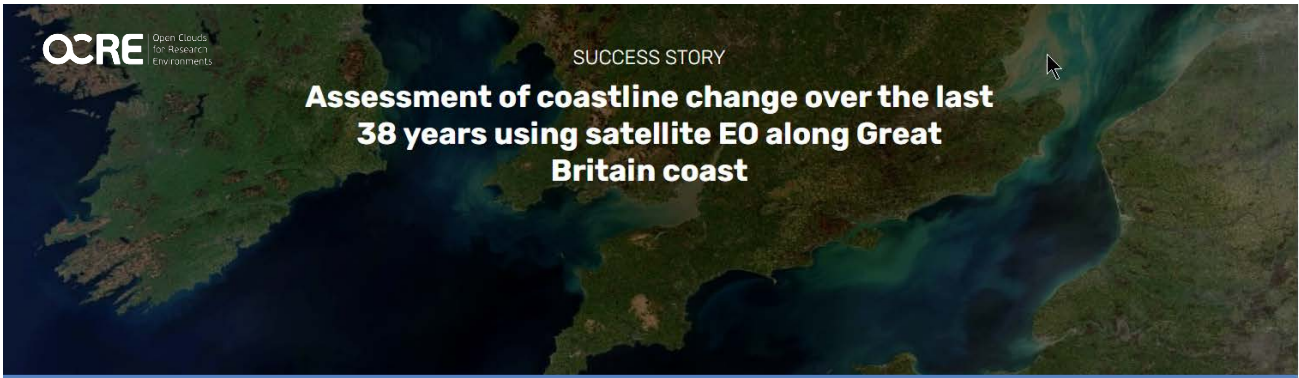 OCRE
Open Clouds
for Research
Environments
SUCCESS STORY
Assessment of coastline change over the last
38 years using satellite EO along Great
Britain coast